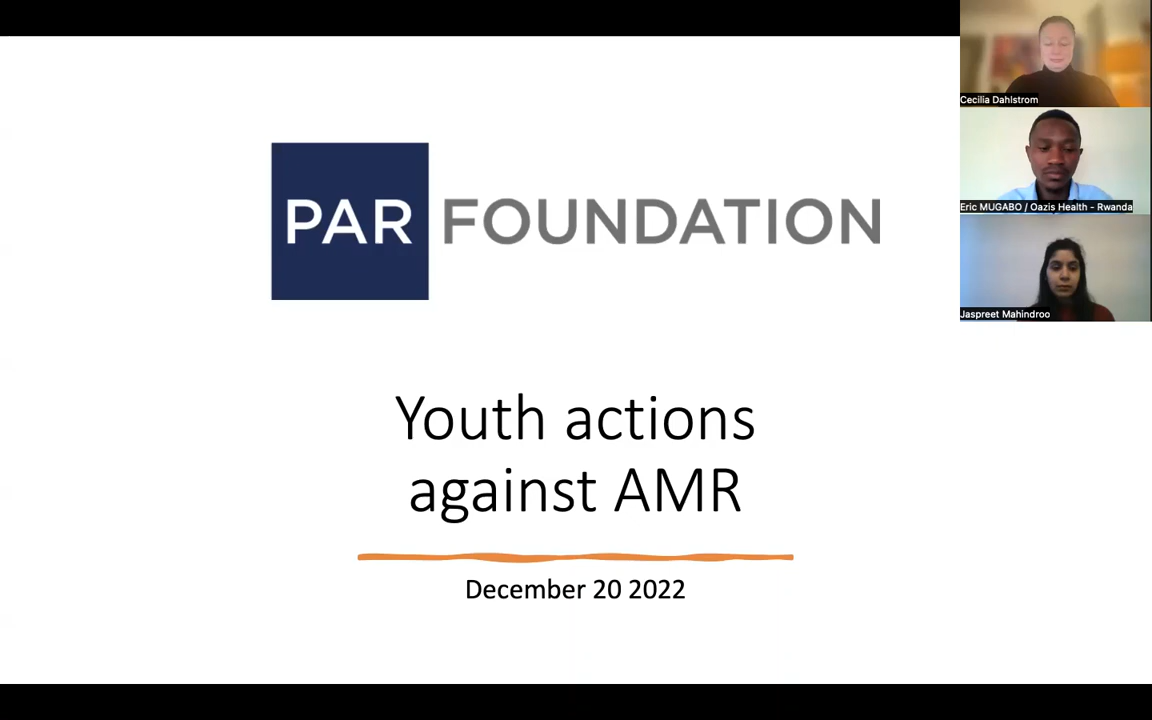 PAR FOUNDATION
Youth actions
against AMR
December 20 2022
Cecilia Dahlstrom
Eric MUGABO / Oazis Health - Rwanda
Jaspreet Mahindroo